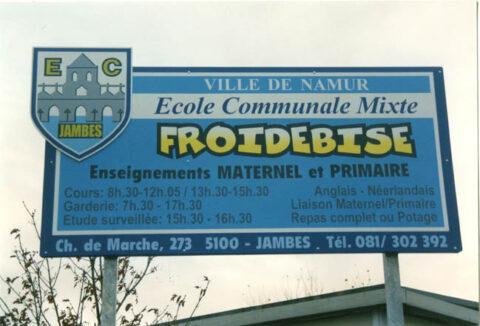 E C
JAMBES
VILLE DE NAMUR
Ecole Communale Mixte
FROIDEBISE
Enseignements MATERNEL et PRIMAIRE
Cours: 8h.30-12h.05 / 13h.30-15h.30
Anglais - Néerlandais
Garderie: 7h.30 - 17h.30
Liaison Maternel/Primaire
Etude surveillée: 15h.30 - 16h.30
Repas complet ou Potage
Ch. de Marche, 273 5100 - JAMBES . Tél. 081/ 302 392